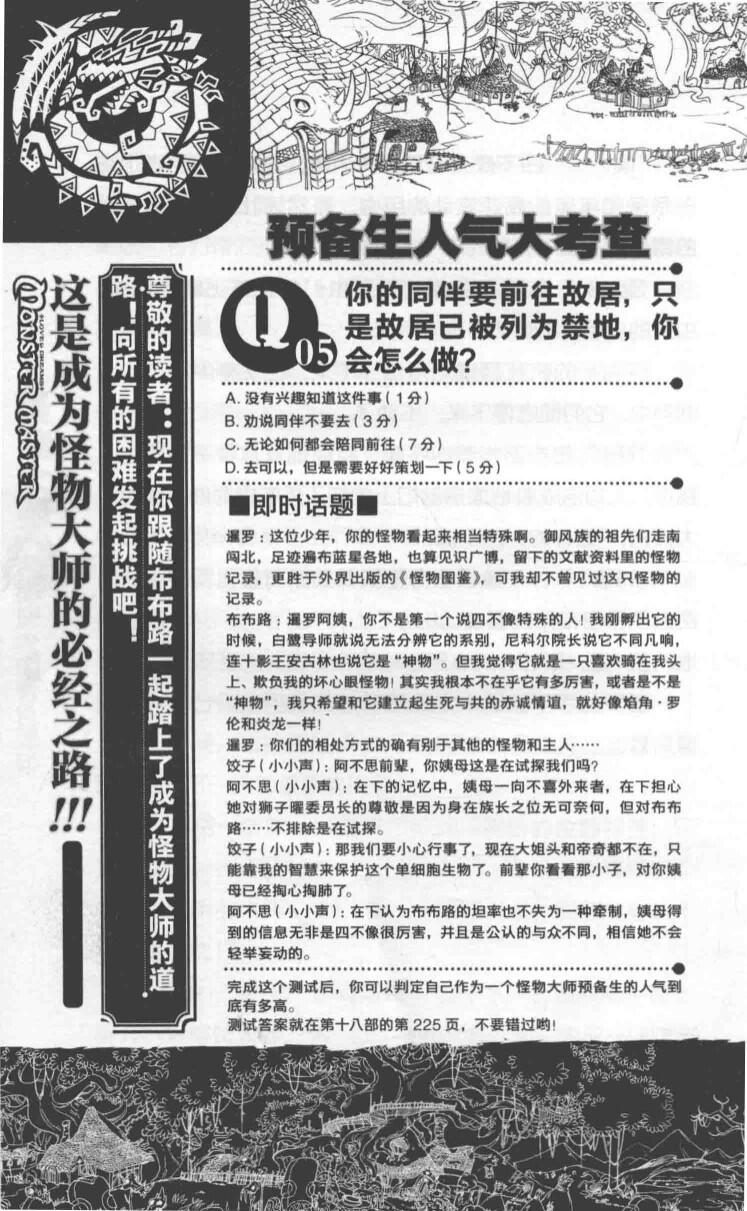 预备生人气大考查
Q05
你的同伴要前往故居，只
是故居已被列为禁地，你
会怎么做？
A. 没有兴趣知道这件事（1分）
B. 劝说同伴不要去（3分）
C. 无论如何都会陪同前往（7分）
D. 去可以，但是需要好好策划一下（5分）
■即时话题■
暹罗：这位少年，你的怪物看起来相当特殊啊。御风族的祖先们走南
闯北，足迹遍布蓝星各地，也算见识广博，留下的文献资料里的怪物
记录，更胜于外界出版的《怪物图鉴》，可我却不曾见过这只怪物的
记录。
布布路：暹罗阿姨，你不是第一个说四不像特殊的人！我刚孵出它的
时候，白鹭导师就说无法分辨它的系别，尼科尔院长说它不同凡响，
连十影王安古林也说它是“神物”。但我觉得它就是一只喜欢骑在我头
上、欺负我的坏心眼怪物！其实我根本不在乎它有多厉害，或者是不是
“神物”，我只希望和它建立起生死与共的赤诚情谊，就好像焰角·罗
伦和炎龙一样！
暹罗：你们的相处方式的确有别于其他的怪物和主人……
饺子（小小声）：阿不思前辈，你姨母这是在试探我们吗？
阿不思（小小声）：在下的记忆中，姨母一向不喜外来者，在下担心
她对狮子曜委员长的尊敬是因为身在族长之位无可奈何，但对布布
路……不排除是在试探。
饺子（小小声）：那我们要小心行事了，现在大姐头和帝奇都不在，只
能靠我的智慧来保护这个单细胞生物了。前辈你看看那小子，对你姨
母已经掏心掏肺了。
阿不思（小小声）：在下认为布布路的坦率也不失为一种牵制，姨母得
到的信息无非是四不像很厉害，并且是公认的与众不同，相信她不会
轻举妄动的。
完成这个测试后，你可以判定自己作为一个怪物大师预备生的人气到
底有多高。
测试答案就在第十八部的第 225 页，不要错过哟！
尊敬的读者：现在你跟随布布路一起踏上了成为怪物大师的道
路！向所有的困难发起挑战吧！
这是成为怪物大师的必经之路!!!
MONSTER MASTER